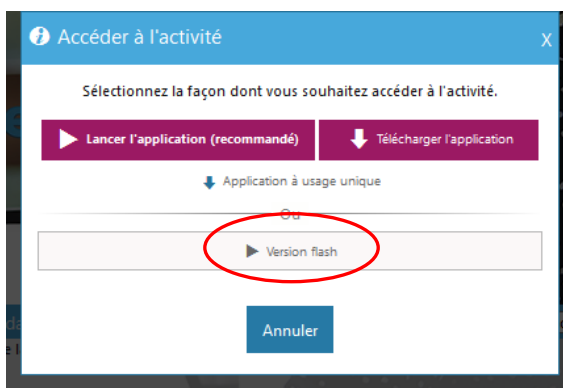 Accéder à l'activité
X
Sélectionnez la façon dont vous souhaitez accéder à l'activité.
Lancer l'application (recommandé)
Télécharger l'application
Application à usage unique
Ou
Version flash
Annuler